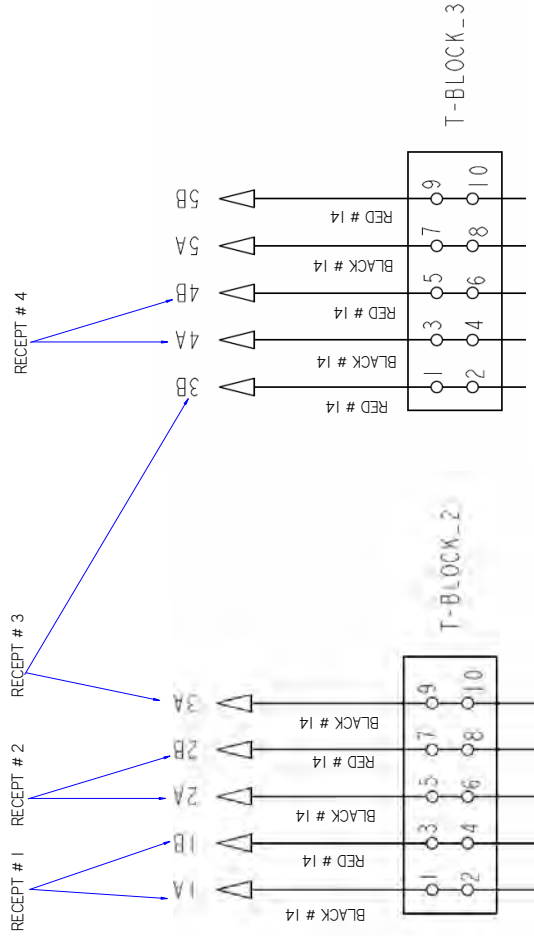 RECEPT # 4
5B
5A
4B
4A
3B
RED # 14
BLACK # 14
RED # 14
BLACK # 14
RED # 14
9
10
7
8
5
6
3
4
1
2
T-BLOCK_3
RECEPT # 3
RECEPT # 2
RECEPT # 1
3A
2B
2A
1B
1A
BLACK # 14
RED # 14
BLACK # 14
RED # 14
BLACK # 14
9
10
7
8
5
6
3
4
1
2
T-BLOCK_2